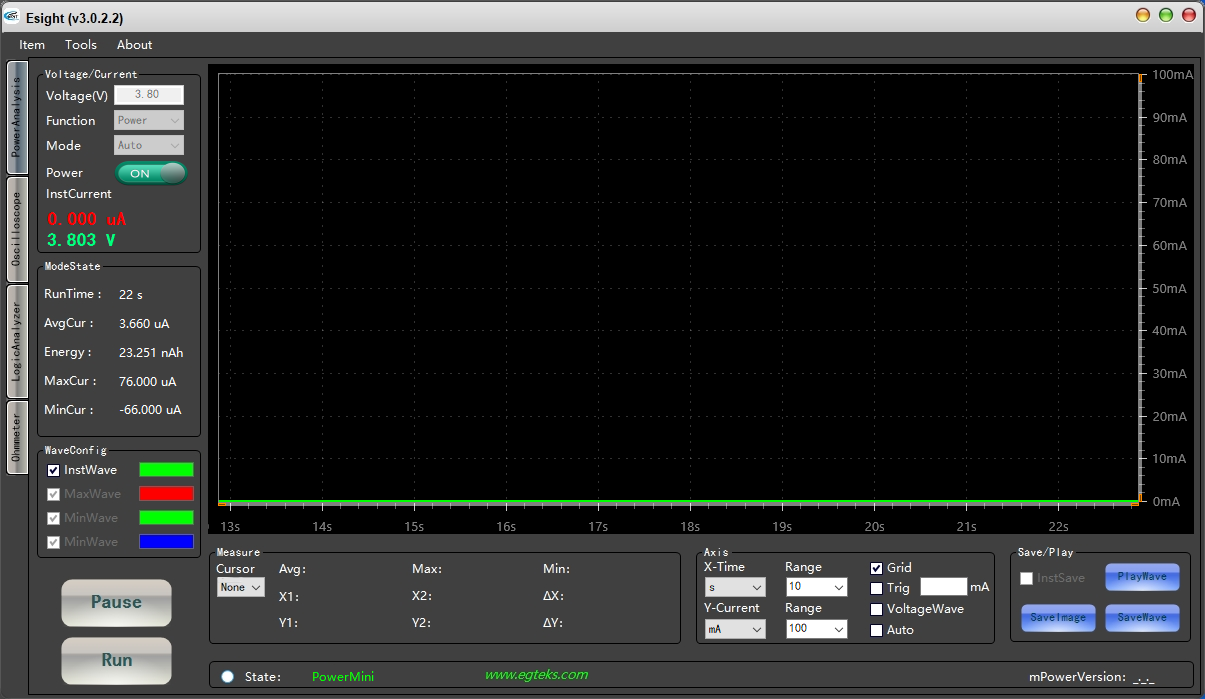 Esight (v3.0.2.2)
Item Tools About
PowerAnalysis
Oscilloscope
LogicAnalyzer
Ohmmeter
Voltage/Current
Voltage(V) 3.80
Function Power
Mode Auto
Power ON
InstCurrent
0.000 uA
3.803 V
ModeState
RunTime : 22 s
AvgCur : 3.660 uA
Energy : 23.251 nAh
MaxCur : 76.000 uA
MinCur : -66.000 uA
WaveConfig
InstWave
MaxWave
MinWave
MinWave
Pause
Run
100mA
90mA
80mA
70mA
60mA
50mA
40mA
30mA
20mA
10mA
0mA
13s 14s 15s 16s 17s 18s 19s 20s 21s 22s
Measure
Cursor Avg: Max: Min:
None X1: X2: ΔX:
Y1: Y2: ΔY:
Axis
X-Time Range Grid
s 10 Trig mA
Y-Current Range VoltageWave
mA 100 Auto
Save/Play
InstSave PlayWave
SaveImage SaveWave
State: PowerMini www.egteks.com mPowerVersion: _._._